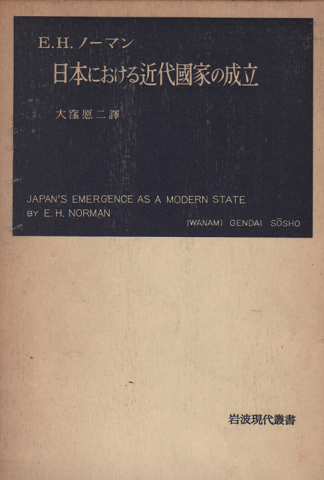 E.H.ノーマン
日本における近代國家の成立
大窪愿二譯
JAPAN'S EMERGENCE AS A MODERN STATE
BY E. H. NORMAN
IWANAMI GENDAI SŌSHO
岩波現代叢書